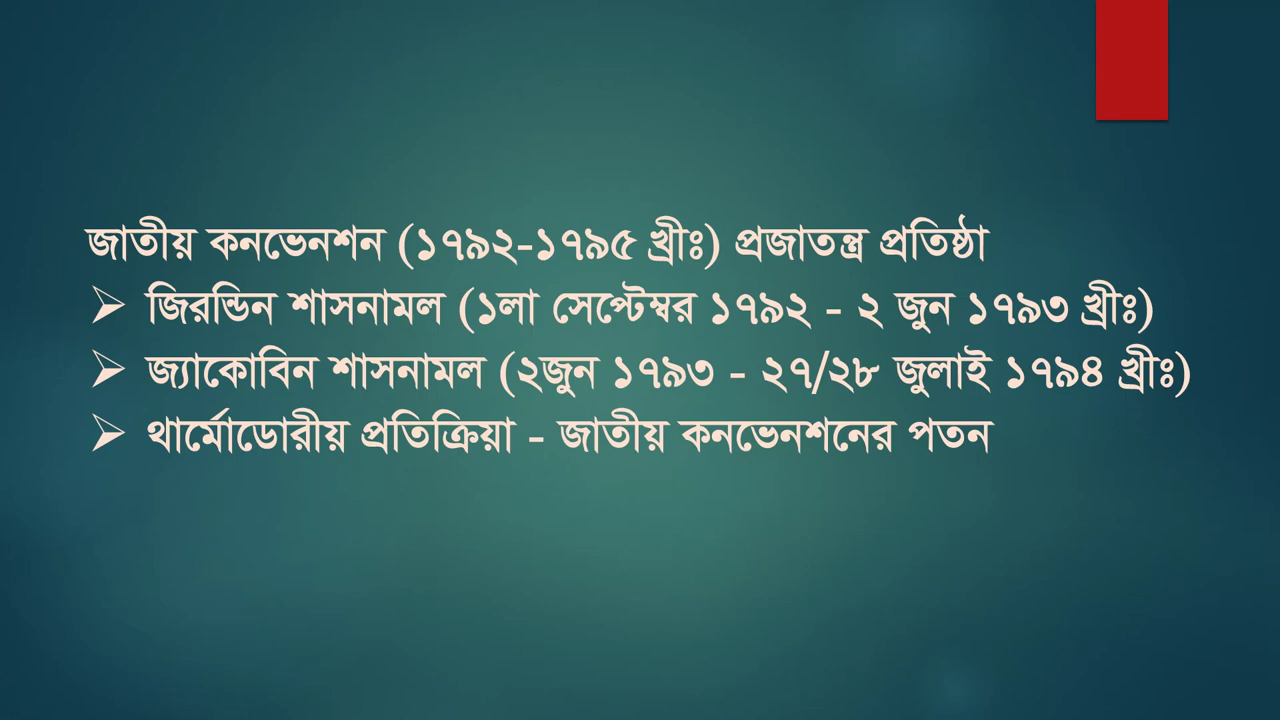 জাতীয় কনভেনশন (১৭৯২-১৭৯৫ খ্রীঃ) প্রজাতন্ত্র প্রতিষ্ঠা
➢ জিরন্ডিন শাসনামল (১লা সেপ্টেম্বর ১৭৯২ - ২ জুন ১৭৯৩ খ্রীঃ)
➢ জ্যাকোবিন শাসনামল (২জুন ১৭৯৩ - ২৭/২৮ জুলাই ১৭৯৪ খ্রীঃ)
➢ থার্মোডোরীয় প্রতিক্রিয়া - জাতীয় কনভেনশনের পতন